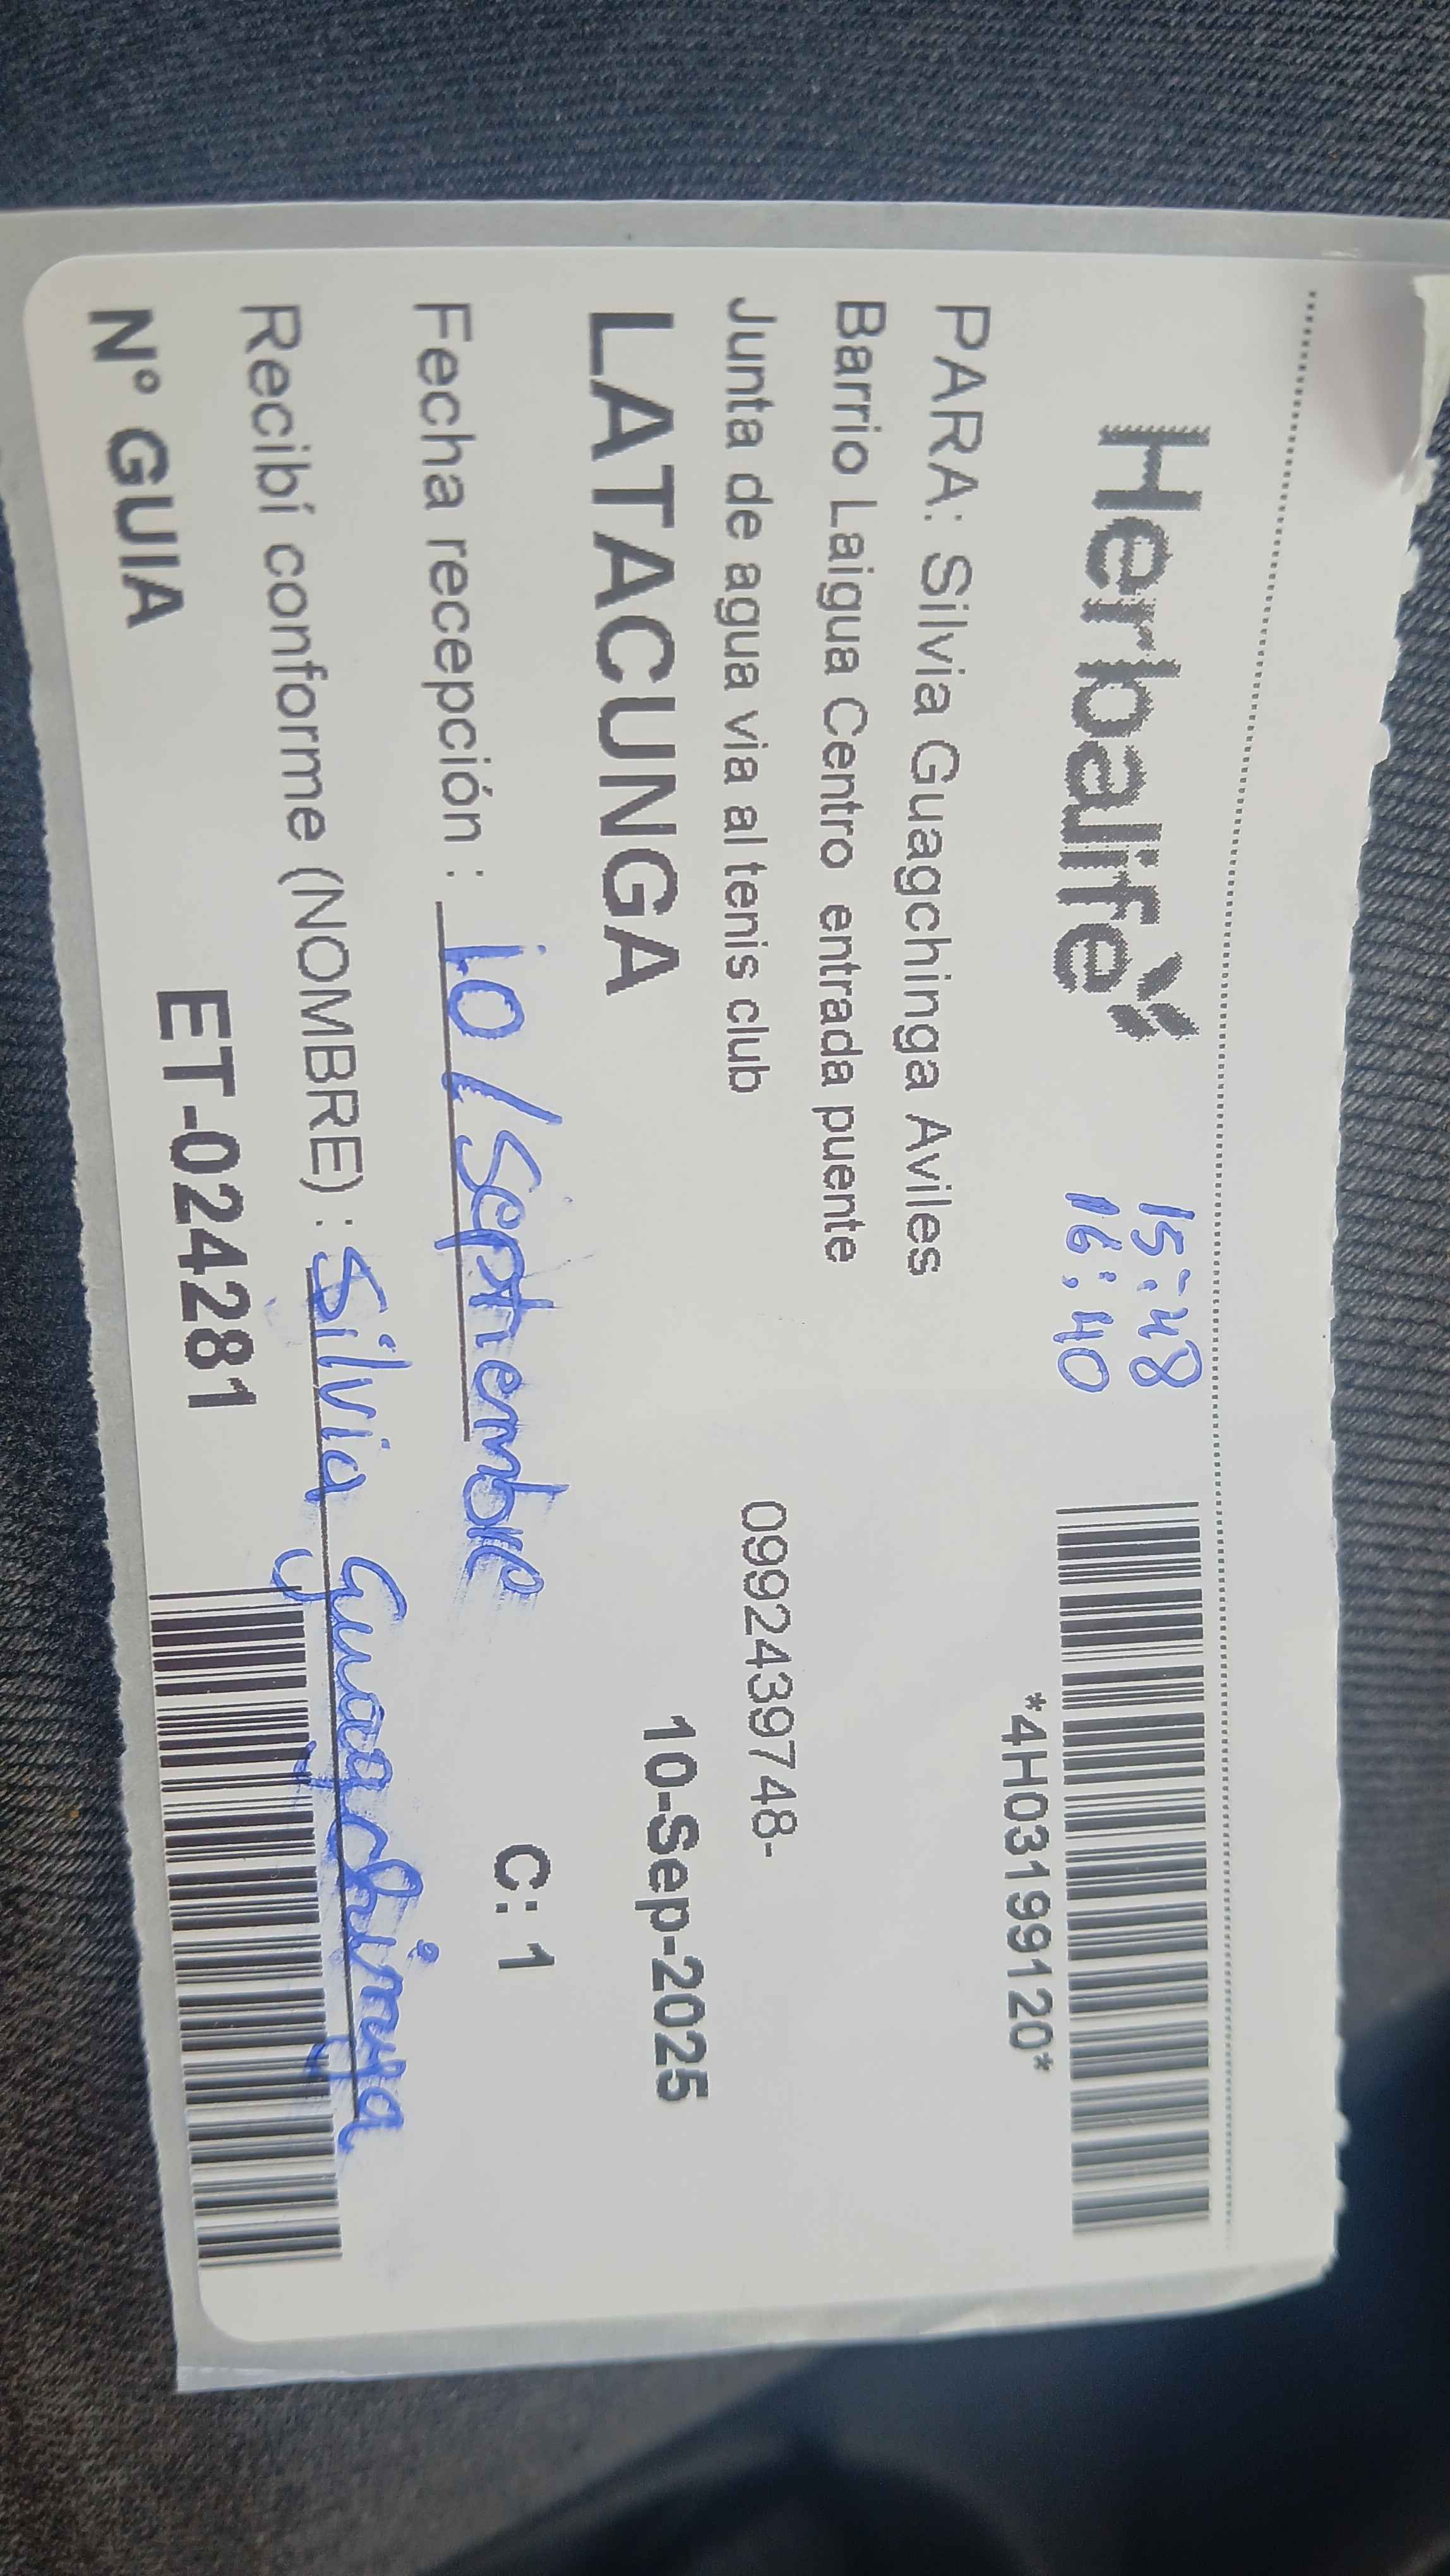 Herbalife
15:48
16:40
*4H03199120*
PARA: Silvia Guagchinga Aviles
Barrio Laigua Centro entrada puente
Junta de agua via al tenis club
0992439748-
LATACUNGA
10-Sep-2025
Fecha recepción : 10/Septiembre
C: 1
Recibí conforme (NOMBRE) : Silvia Guagchinga
N° GUIA ET-024281